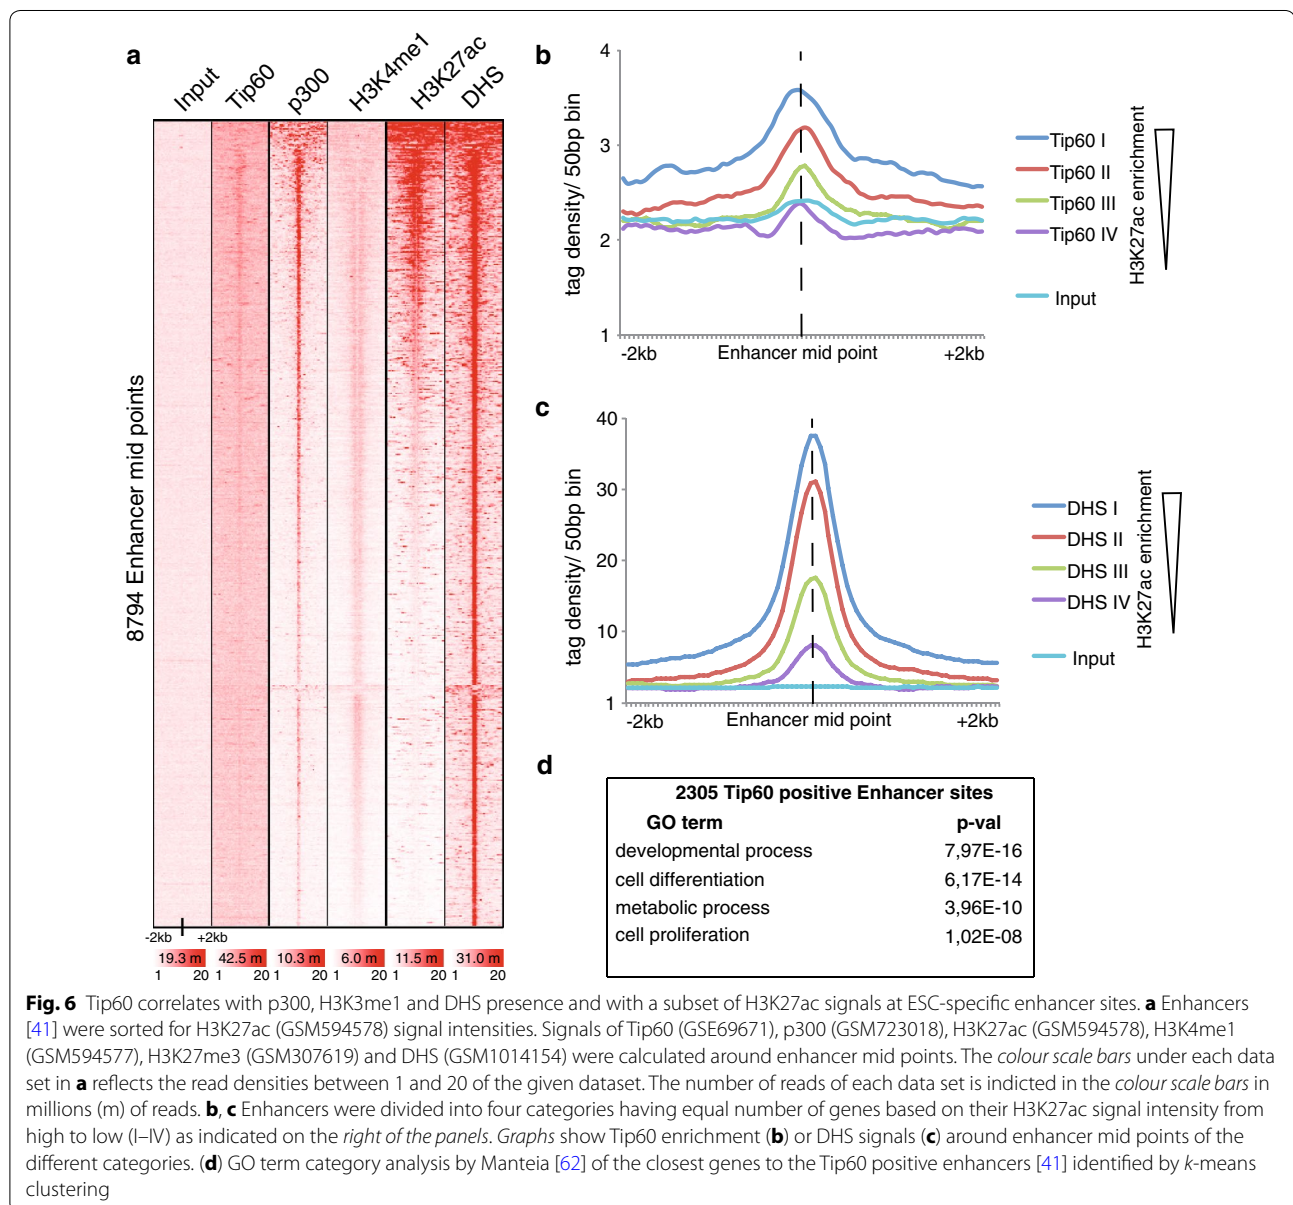 a
Input
Tip60
p300
H3K4me1
H3K27ac
DHS
8794 Enhancer mid points
-2kb
+2kb
19.3 m
42.5 m
10.3 m
6.0 m
11.5 m
31.0 m
1 20
1 20
1 20
1 20
1 20
1 20
b
tag density/ 50bp bin
4
3
2
1
-2kb
Enhancer mid point
+2kb
Tip60 I
Tip60 II
Tip60 III
Tip60 IV
Input
H3K27ac enrichment
c
tag density/ 50bp bin
40
30
20
10
1
-2kb
Enhancer mid point
+2kb
DHS I
DHS II
DHS III
DHS IV
Input
H3K27ac enrichment
d
2305 Tip60 positive Enhancer sites
GO term p-val
developmental process 7,97E-16
cell differentiation 6,17E-14
metabolic process 3,96E-10
cell proliferation 1,02E-08
Fig. 6 Tip60 correlates with p300, H3K3me1 and DHS presence and with a subset of H3K27ac signals at ESC-specific enhancer sites. a Enhancers
[41] were sorted for H3K27ac (GSM594578) signal intensities. Signals of Tip60 (GSE69671), p300 (GSM723018), H3K27ac (GSM594578), H3K4me1
(GSM594577), H3K27me3 (GSM307619) and DHS (GSM1014154) were calculated around enhancer mid points. The colour scale bars under each data
set in a reflects the read densities between 1 and 20 of the given dataset. The number of reads of each data set is indicted in the colour scale bars in
millions (m) of reads. b, c Enhancers were divided into four categories having equal number of genes based on their H3K27ac signal intensity from
high to low (I–IV) as indicated on the right of the panels. Graphs show Tip60 enrichment (b) or DHS signals (c) around enhancer mid points of the
different categories. (d) GO term category analysis by Manteia [62] of the closest genes to the Tip60 positive enhancers [41] identified by k-means
clustering